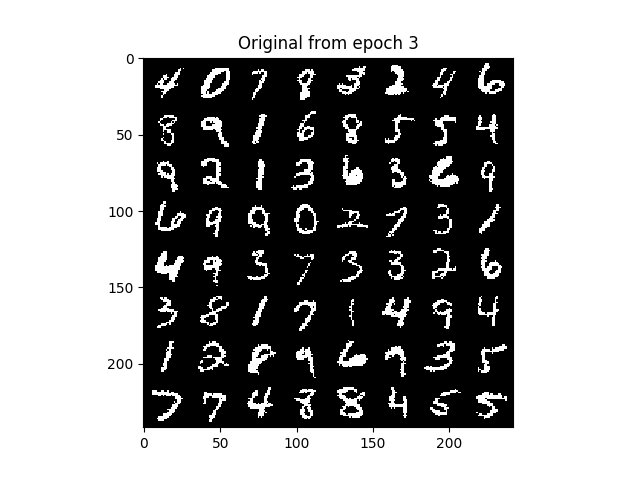 Original from epoch 3
0
50
100
150
200
4 0 7 8 3 2 4 6
8 9 1 6 8 5 5 4
9 2 1 3 6 3 6 9
6 9 9 0 2 7 3 1
4 9 3 7 3 3 2 6
3 8 1 7 1 4 9 4
1 2 8 9 6 7 3 5
7 7 4 8 8 4 5 5
0 50 100 150 200